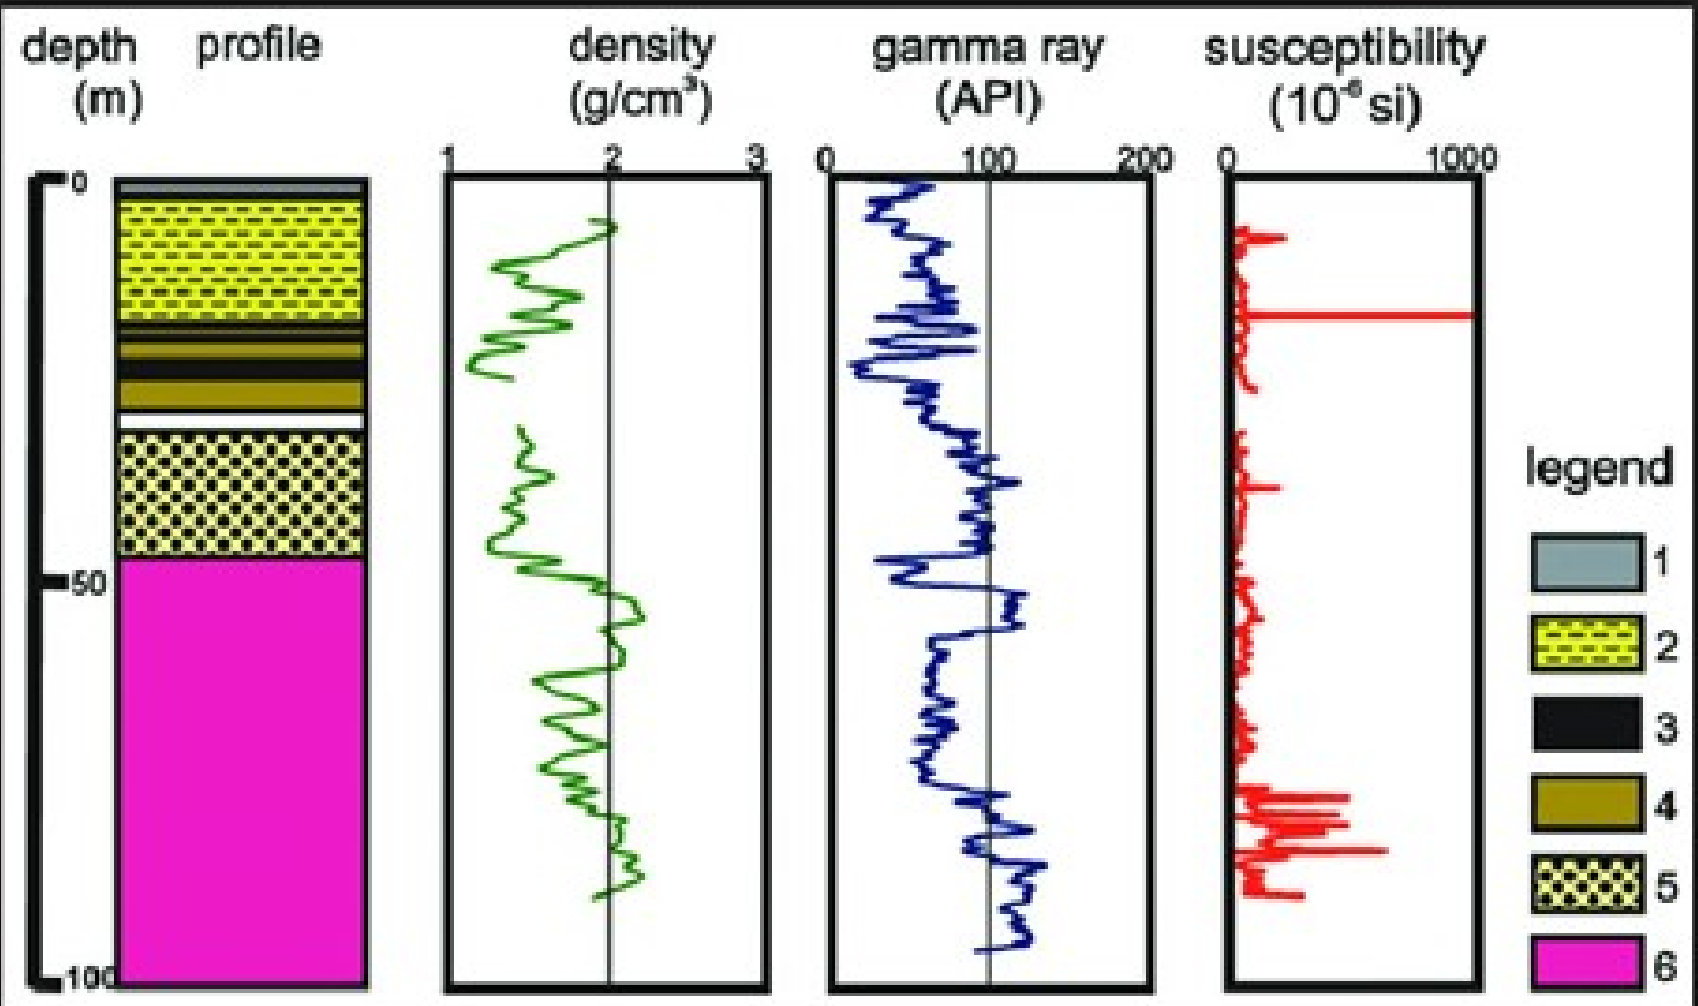 depth profile density gamma ray susceptibility
(m) (g/cm³) (API) (10⁻⁶ si)
1 2 3 0 100 200 0 1000
0
50
100
legend
1
2
3
4
5
6